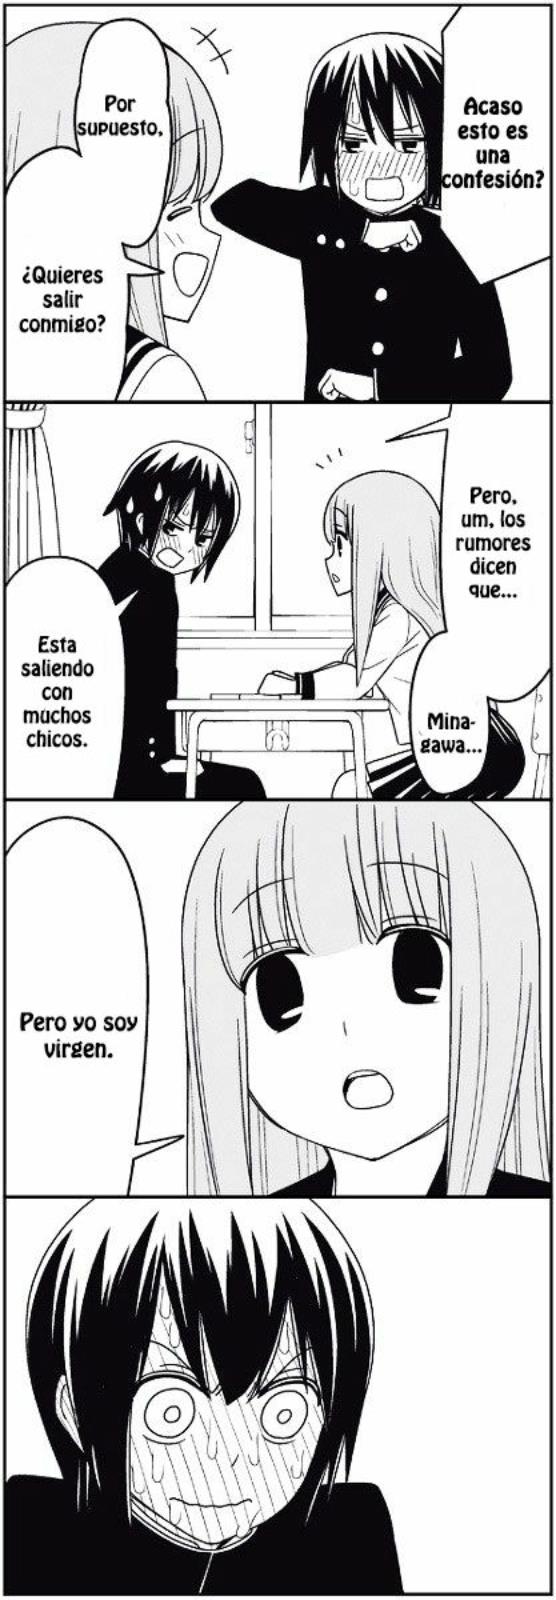 Acaso
esto es
una
confesión?
Por
supuesto.
¿Quieres
salir
conmigo?
Pero,
um, los
rumores
dicen
que...
Mina-
gawa...
Esta
saliendo
con
muchos
chicos.
Pero yo soy
virgen.